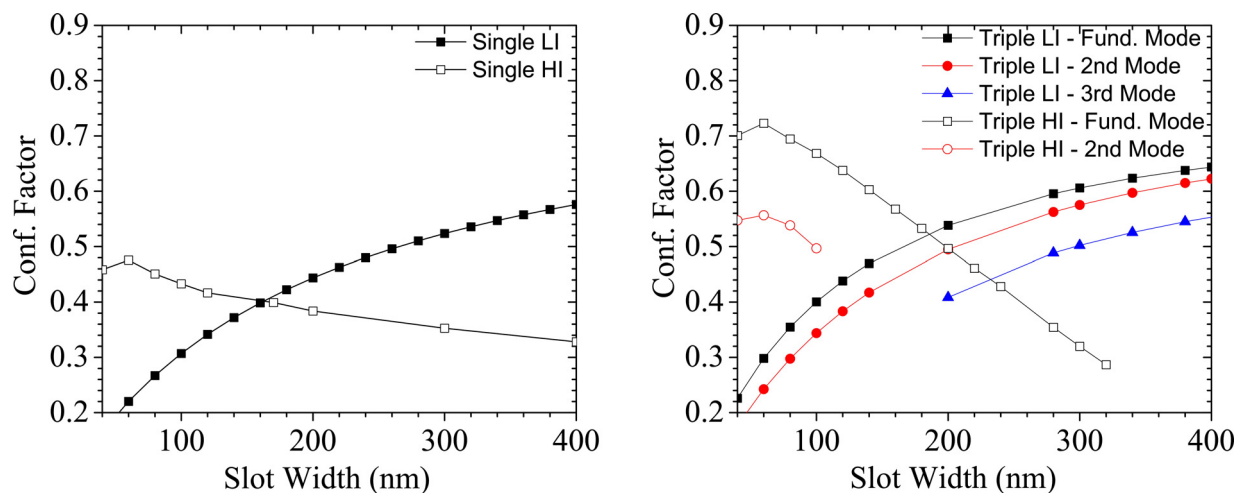 0.9
0.8
0.7
0.6
0.5
0.4
0.3
0.2
Conf. Factor
Single LI
Single HI
100
200
300
400
Slot Width (nm)
0.9
0.8
0.7
0.6
0.5
0.4
0.3
0.2
Conf. Factor
Triple LI - Fund. Mode
Triple LI - 2nd Mode
Triple LI - 3rd Mode
Triple HI - Fund. Mode
Triple HI - 2nd Mode
100
200
300
400
Slot Width (nm)